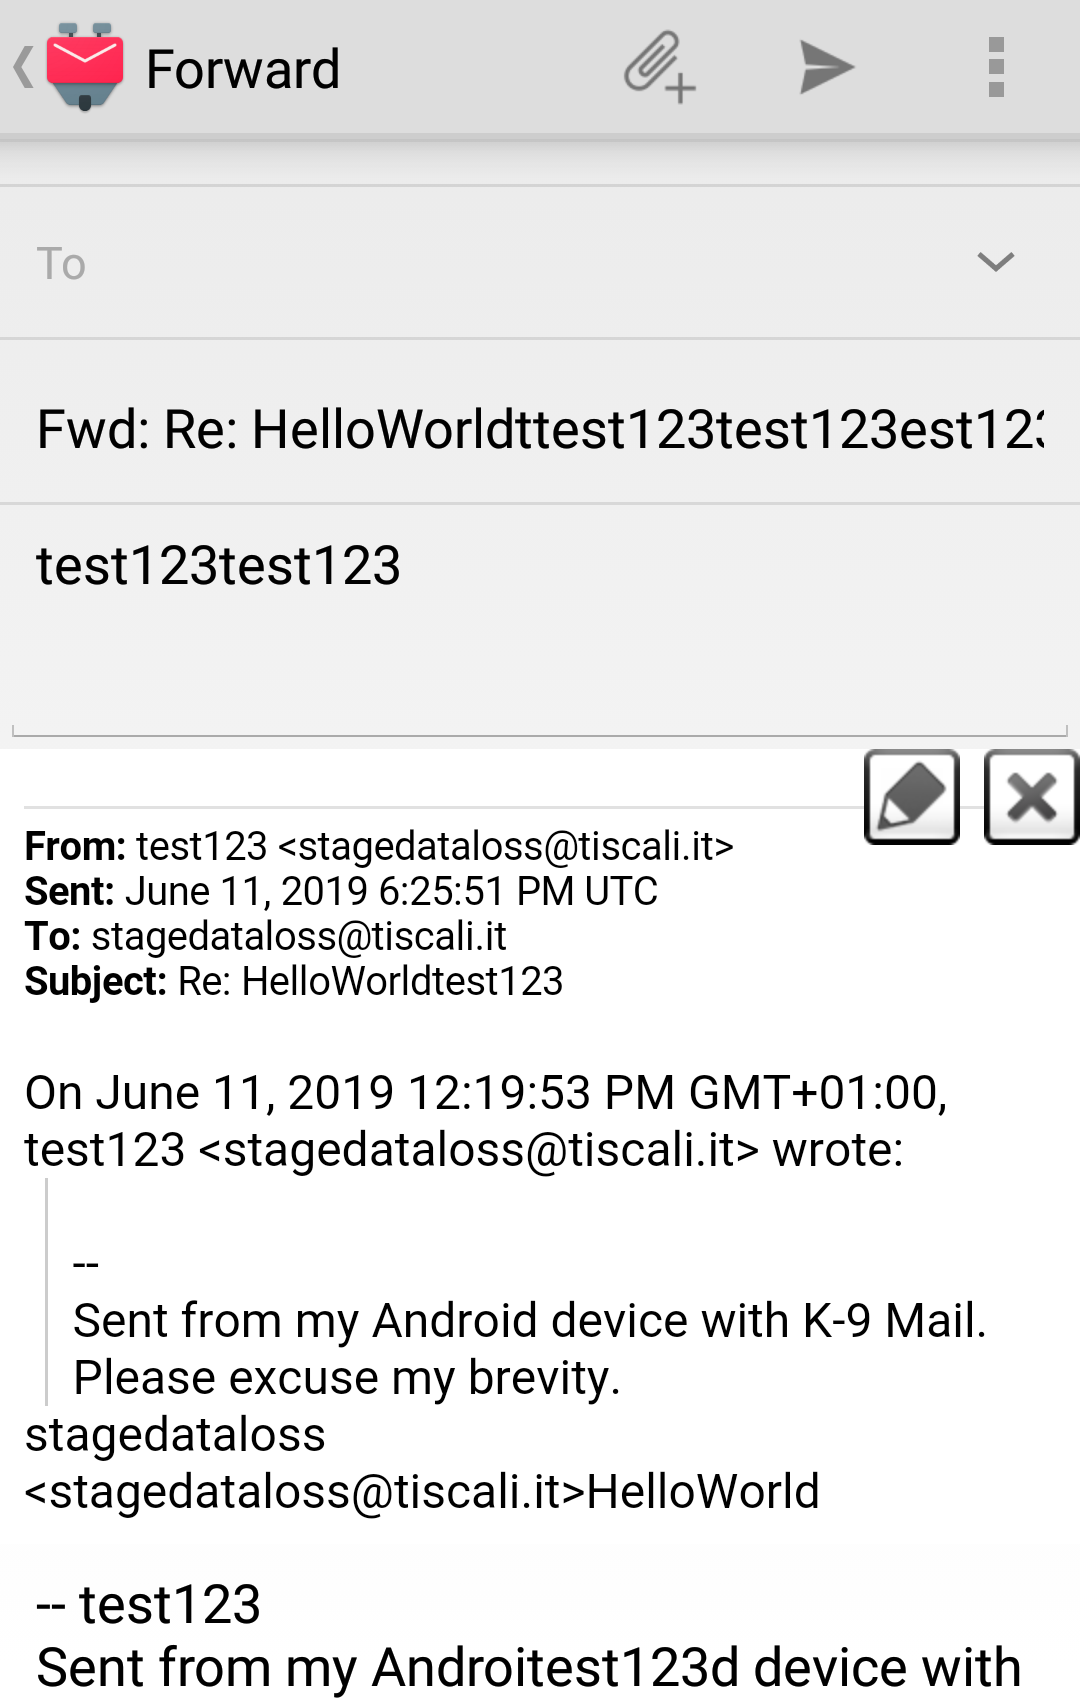 Forward
To
Fwd: Re: HelloWorldttest123test123est123
test123test123
From: test123 <stagedataloss@tiscali.it>
Sent: June 11, 2019 6:25:51 PM UTC
To: stagedataloss@tiscali.it
Subject: Re: HelloWorldtest123
On June 11, 2019 12:19:53 PM GMT+01:00,
test123 <stagedataloss@tiscali.it> wrote:
--
Sent from my Android device with K-9 Mail.
Please excuse my brevity.
stagedataloss
<stagedataloss@tiscali.it>HelloWorld
-- test123
Sent from my Androitest123d device with